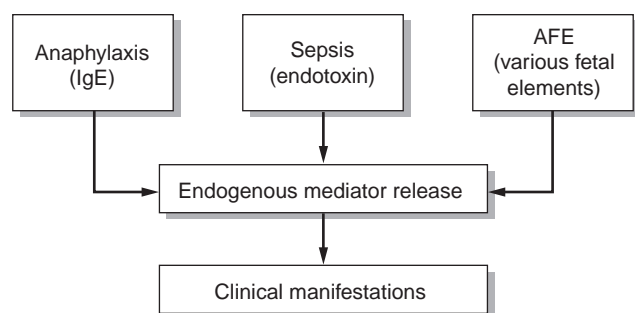 Anaphylaxis
(IgE)
Sepsis
(endotoxin)
AFE
(various fetal
elements)
Endogenous mediator release
Clinical manifestations